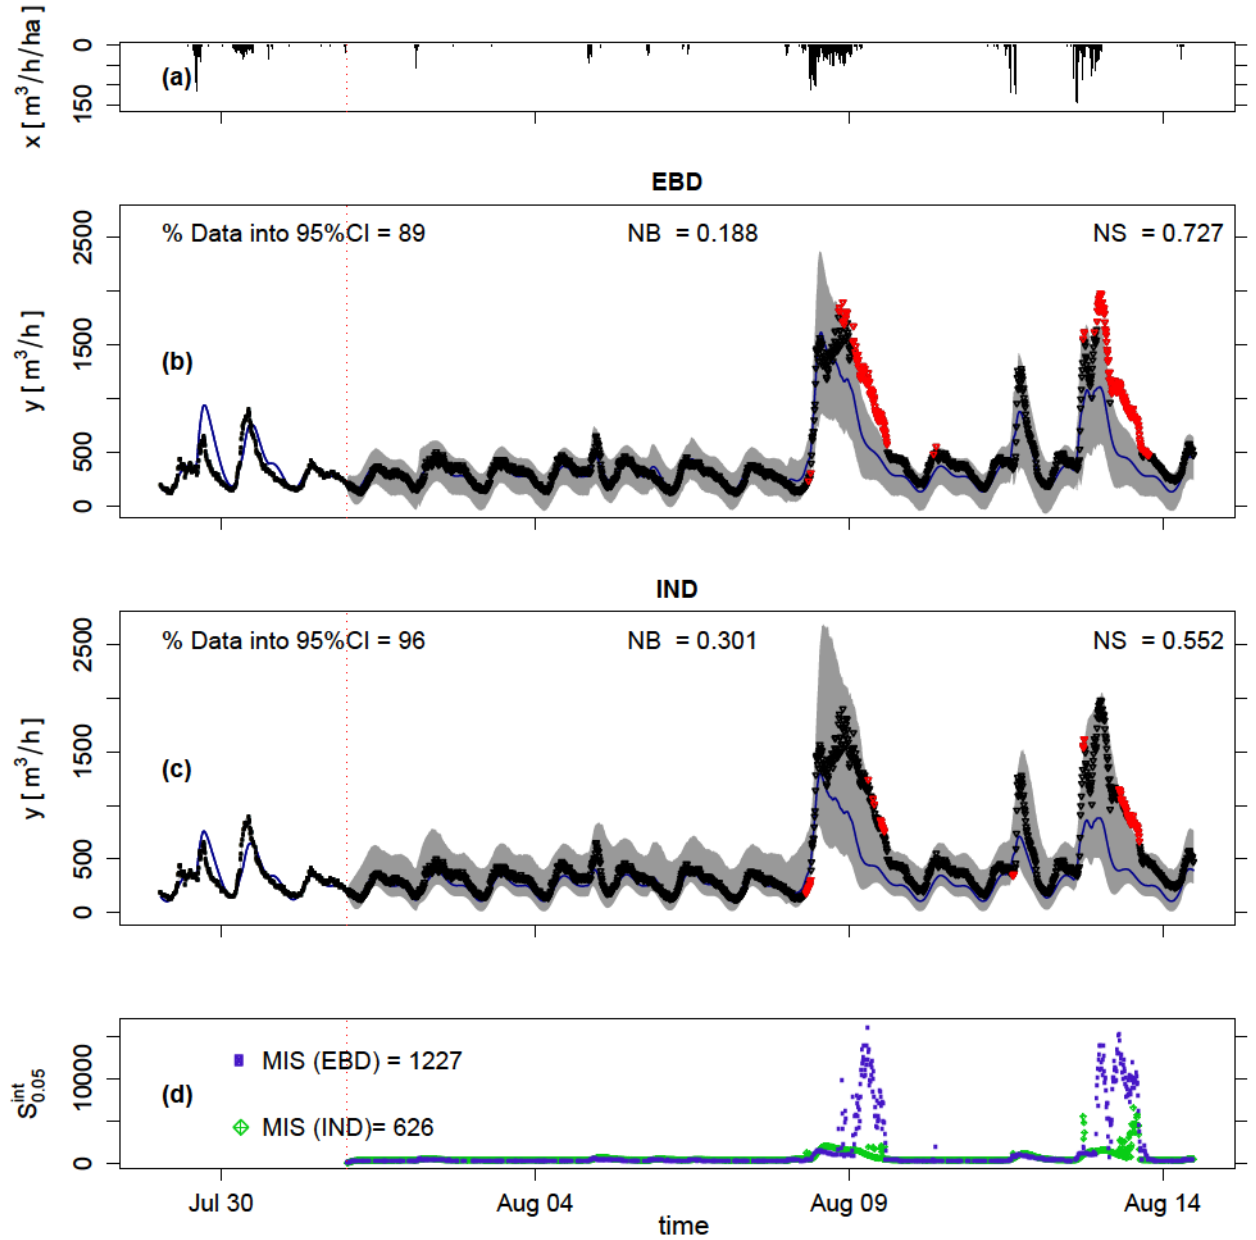 x [ m³/h/ha]
0
150
(a)
EBD
y [ m³/h ]
2500
1500
500
0
% Data into 95%CI = 89
NB = 0.188
NS = 0.727
(b)
IND
y [ m³/h ]
2500
1500
500
0
% Data into 95%CI = 96
NB = 0.301
NS = 0.552
(c)
S^int_0.05
10000
0
MIS (EBD) = 1227
(d)
MIS (IND)= 626
Jul 30
Aug 04
Aug 09
Aug 14
time